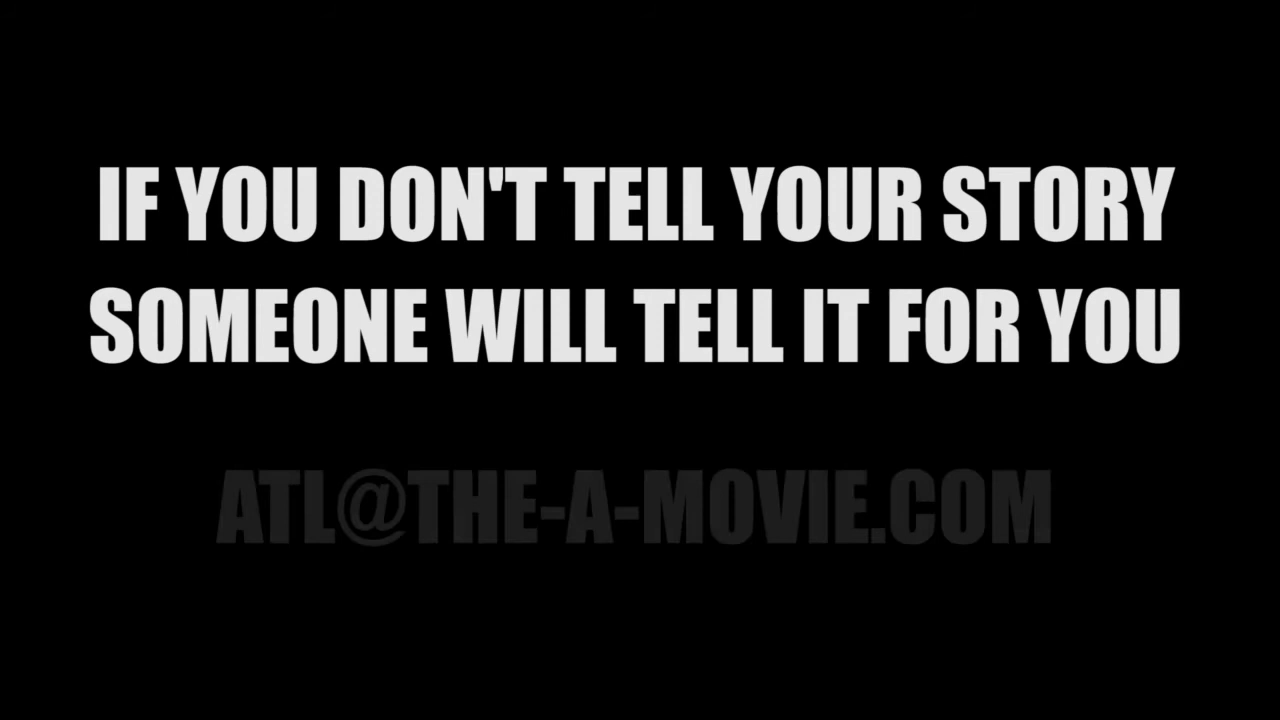 IF YOU DON'T TELL YOUR STORY
SOMEONE WILL TELL IT FOR YOU
ATL@THE-A-MOVIE.COM